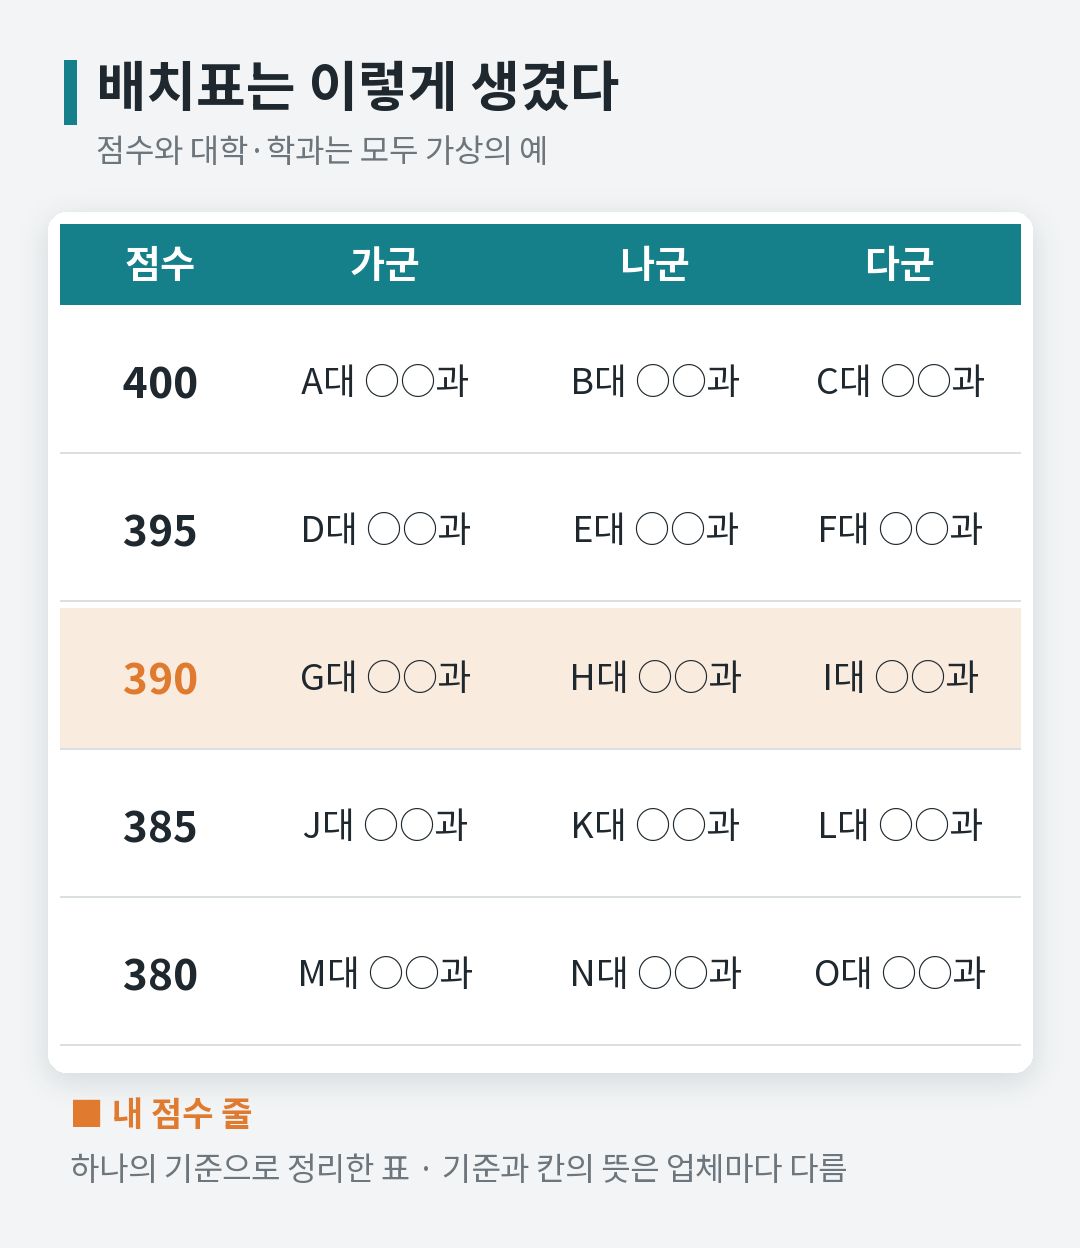 배치표는 이렇게 생겼다
점수와 대학·학과는 모두 가상의 예
점수 가군 나군 다군
400 A대 ○○과 B대 ○○과 C대 ○○과
395 D대 ○○과 E대 ○○과 F대 ○○과
390 G대 ○○과 H대 ○○과 I대 ○○과
385 J대 ○○과 K대 ○○과 L대 ○○과
380 M대 ○○과 N대 ○○과 O대 ○○과
■ 내 점수 줄
하나의 기준으로 정리한 표 · 기준과 칸의 뜻은 업체마다 다름